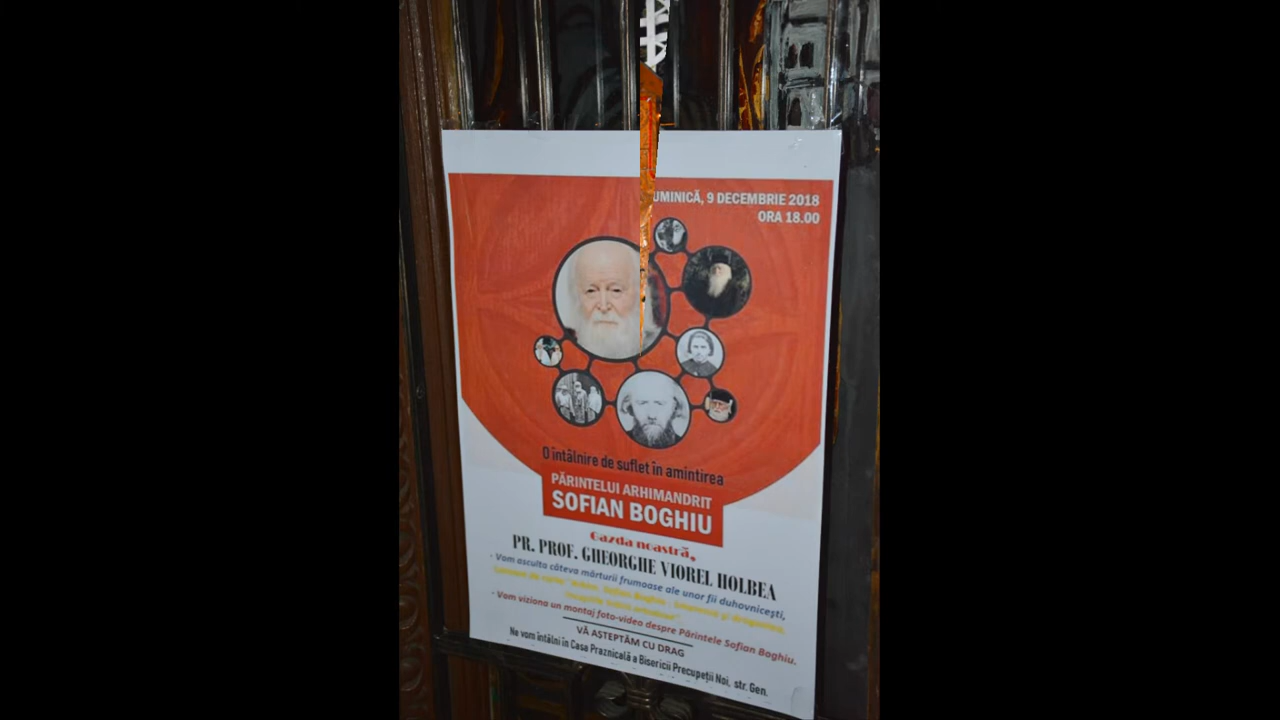 UMINICĂ, 9 DECEMBRIE 2018
ORA 18.00
O întâlnire de suflet în amintirea
PĂRINTELUI ARHIMANDRIT
SOFIAN BOGHIU
Gazda noastră,
PR. PROF. GHEORGHE VIOREL HOLBEA
- Vom asculta câteva mărturii frumoase ale unor fii duhovnicești,
- Vom viziona un montaj foto-video despre Părintele Sofian Boghiu.
VĂ AȘTEPTĂM CU DRAG
Ne vom întâlni în Casa Praznicală a Bisericii Precupeții Noi, str. Gen.